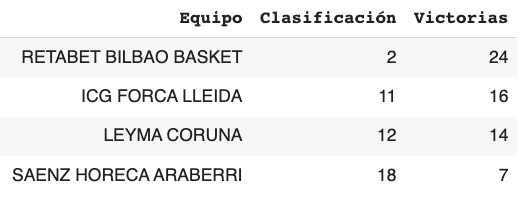 Equipo Clasificación Victorias
RETABET BILBAO BASKET 2 24
ICG FORCA LLEIDA 11 16
LEYMA CORUNA 12 14
SAENZ HORECA ARABERRI 18 7